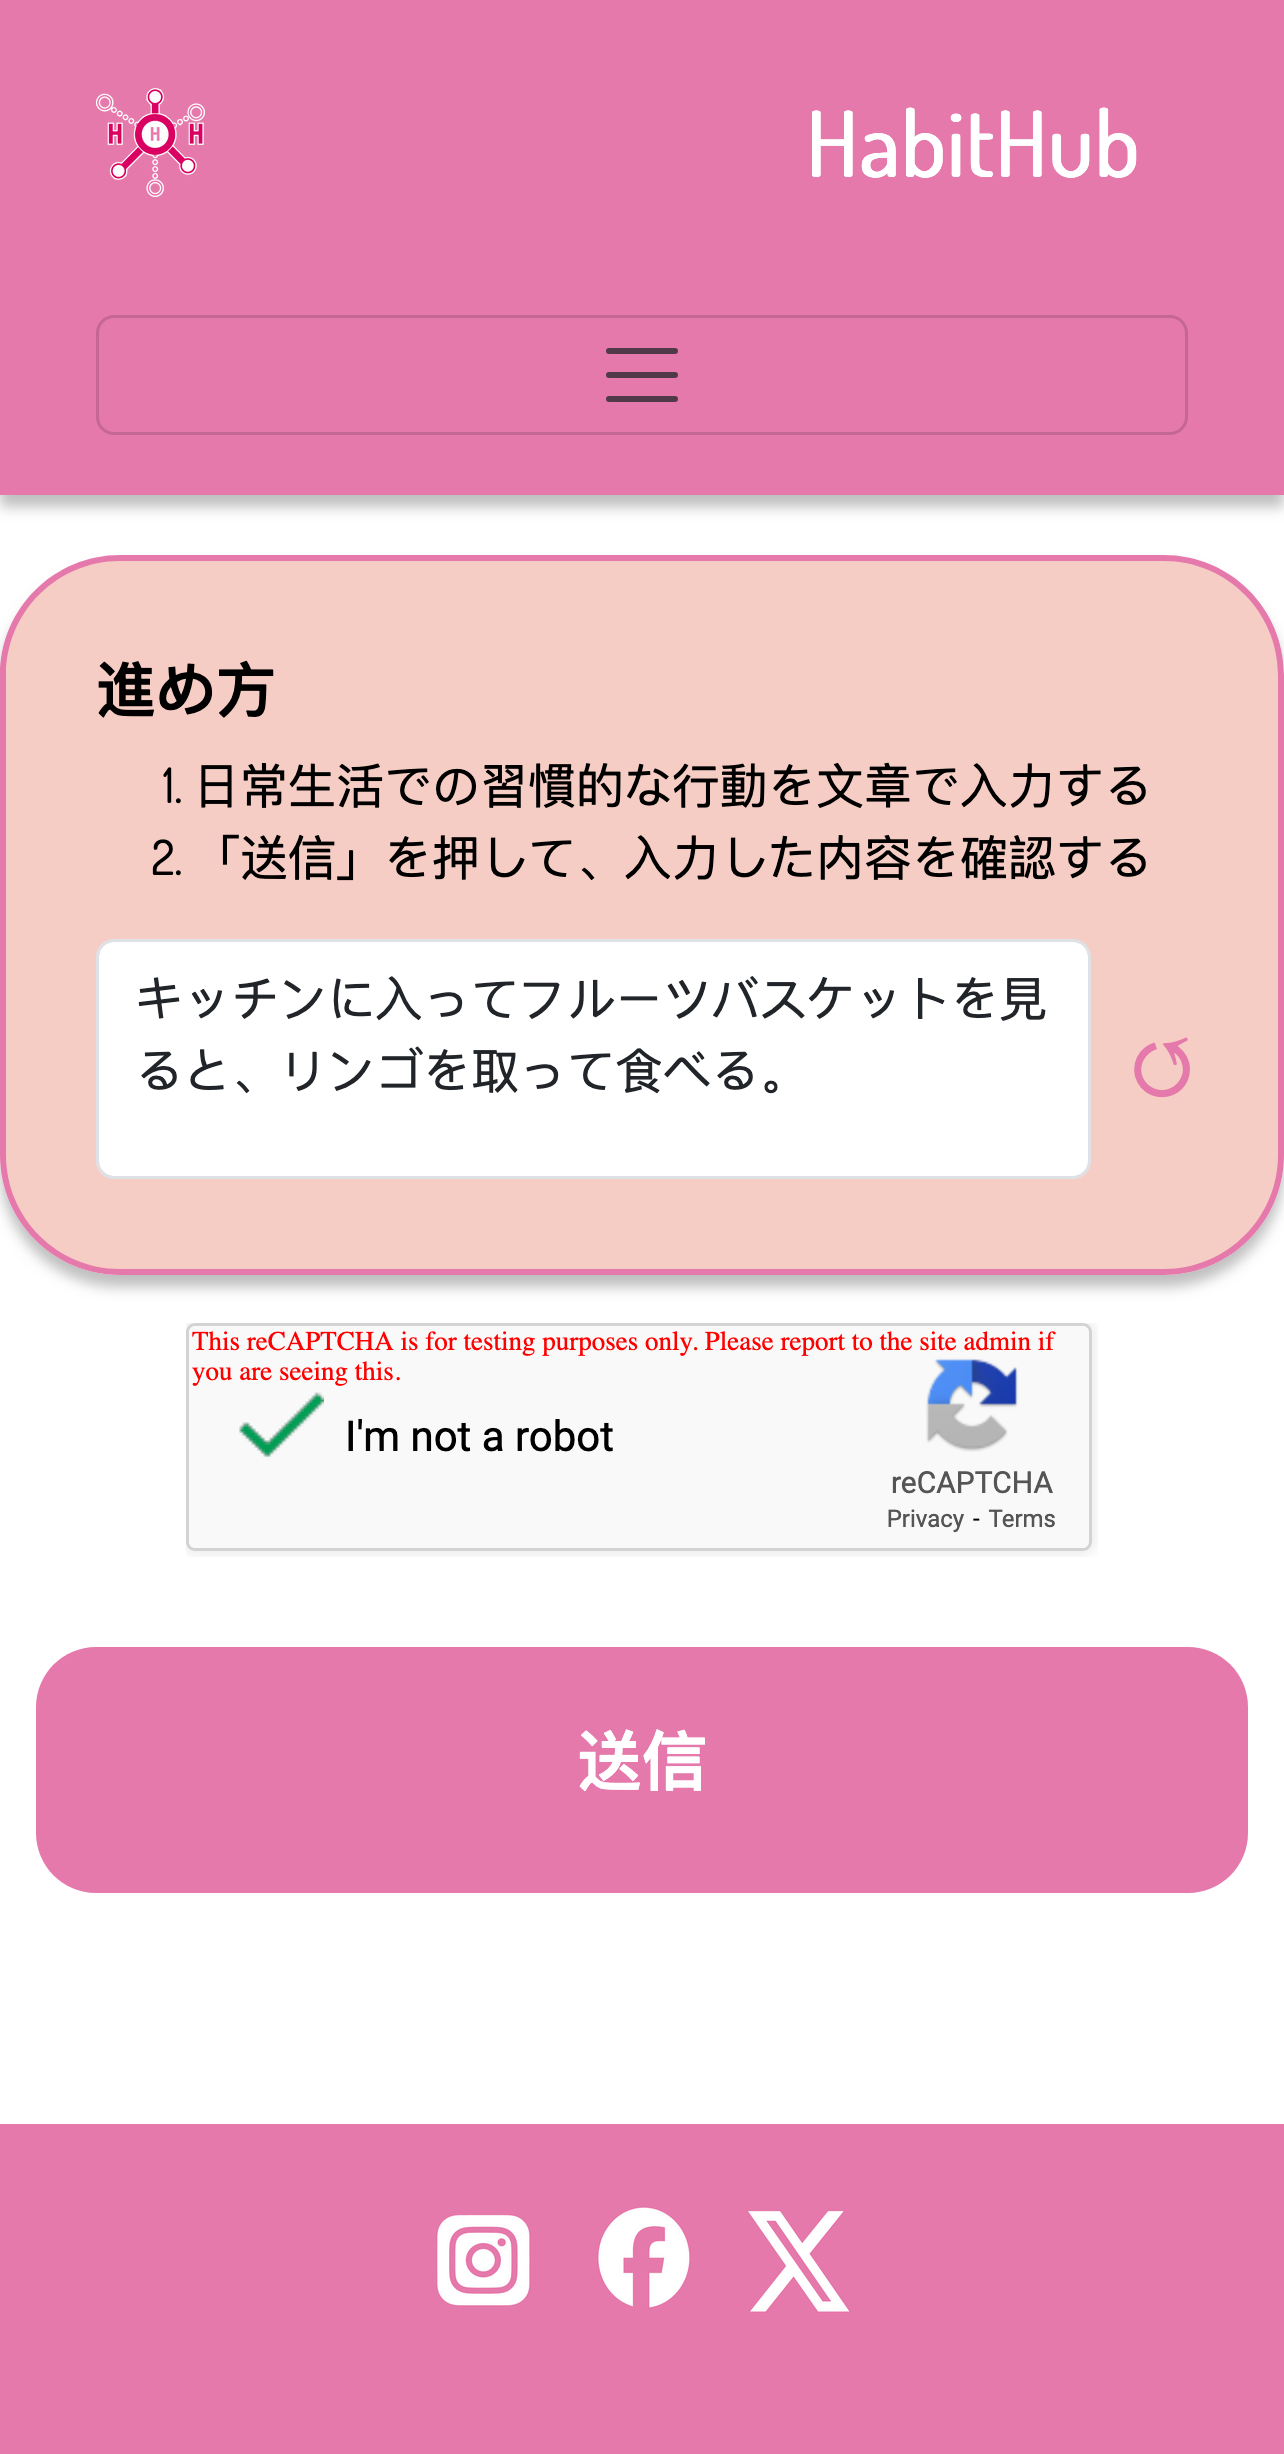 H H H
HabitHub
進め方
1. 日常生活での習慣的な行動を文章で入力する
2. 「送信」を押して、入力した内容を確認する
キッチンに入ってフルーツバスケットを見
ると、リンゴを取って食べる。
This reCAPTCHA is for testing purposes only. Please report to the site admin if
you are seeing this.
I'm not a robot
reCAPTCHA
Privacy - Terms
送信